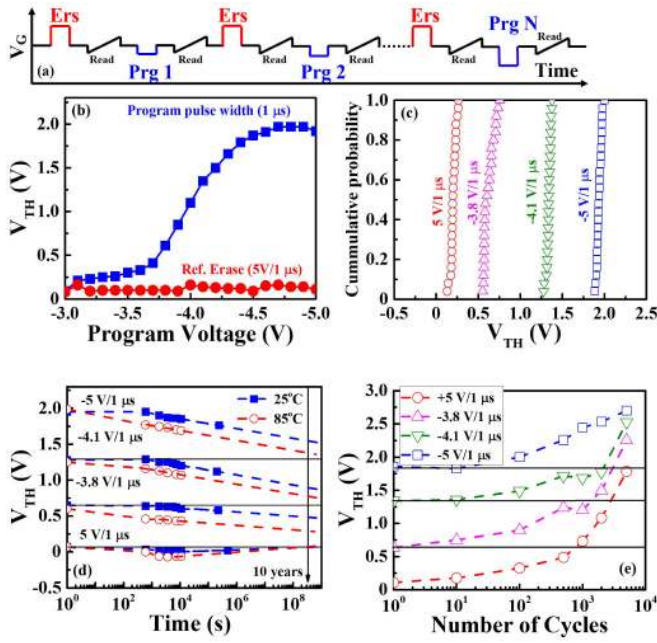 Ers Ers Ers Prg N
V_G
Read Read Read Read Read Read
(a) Prg 1 Prg 2 Time
(b) Program pulse width (1 μs)
2.0
1.5
1.0
0.5
0.0
V_TH (V)
Ref. Erase (5V/1 μs)
-3.0 -3.5 -4.0 -4.5 -5.0
Program Voltage (V)
(c)
1.0
0.8
0.6
0.4
0.2
0
Cummulative probability
5 V/1 μs
-3.8 V/1 μs
-4.1 V/1 μs
-5 V/1 μs
-0.5 0.0 0.5 1.0 1.5 2.0 2.5
V_TH (V)
-5 V/1 μs
-4.1 V/1 μs
-3.8 V/1 μs
5 V/1 μs
25°C
85°C
2.0
1.5
1.0
0.5
0.0
-0.5
V_TH (V)
(d) 10 years
10^0 10^2 10^4 10^6 10^8
Time (s)
+5 V/1 μs
-3.8 V/1 μs
-4.1 V/1 μs
-5 V/1 μs
3.0
2.5
2.0
1.5
1.0
0.5
0
V_TH (V)
(e)
10^0 10^1 10^2 10^3 10^4
Number of Cycles